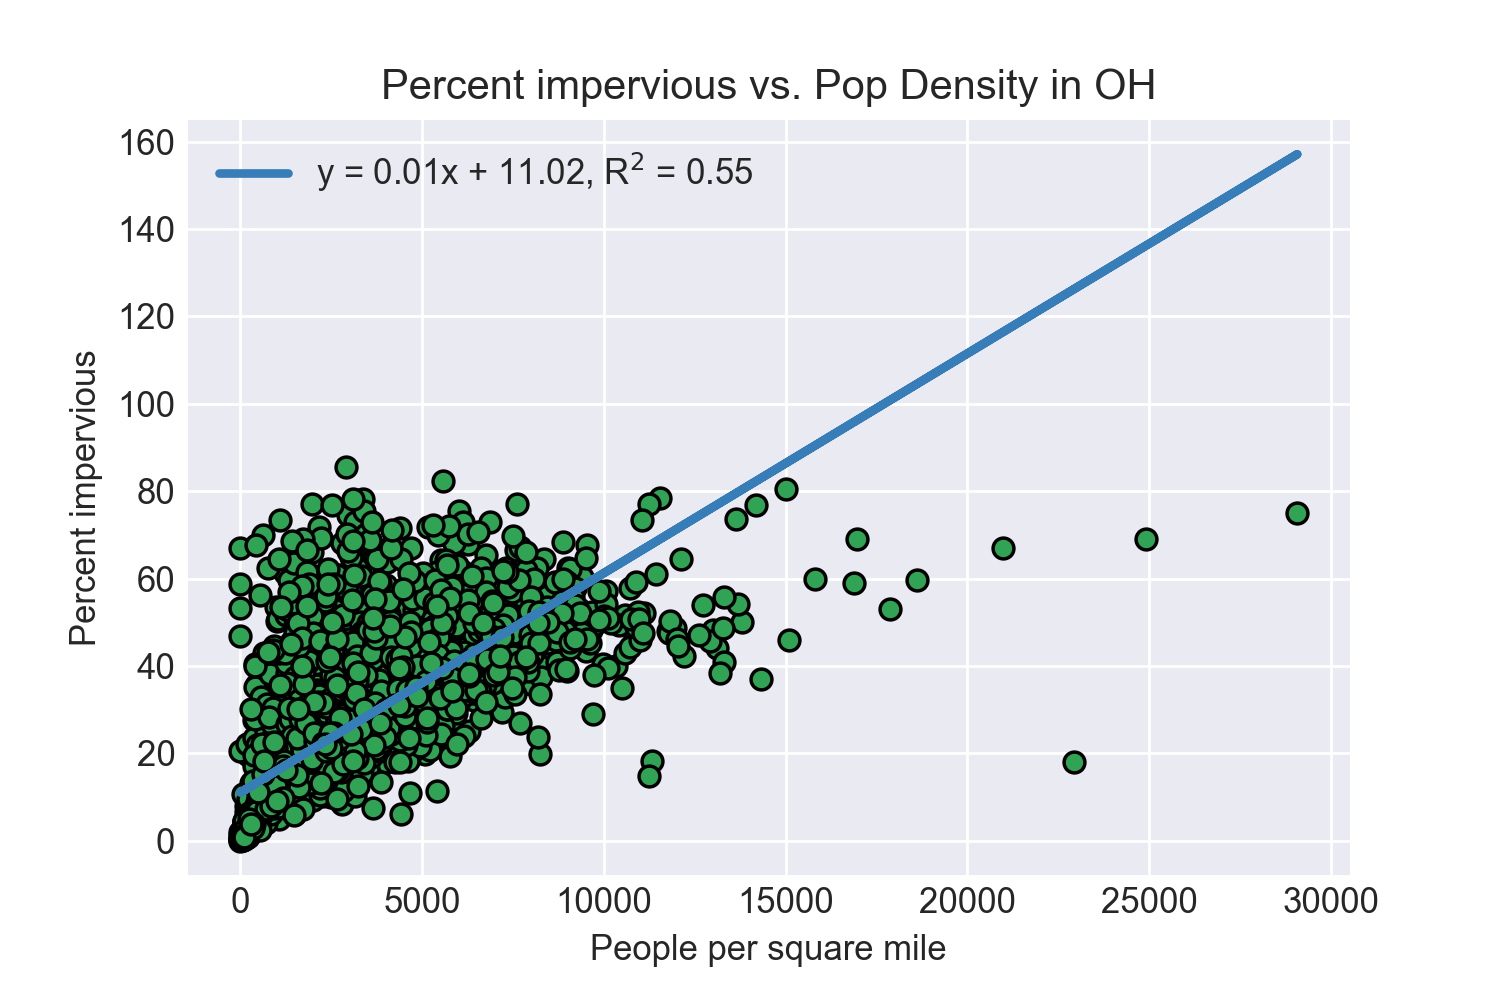 Percent impervious vs. Pop Density in OH
y = 0.01x + 11.02, R² = 0.55
160
140
120
100
80
60
40
20
0
Percent impervious
0 5000 10000 15000 20000 25000 30000
People per square mile